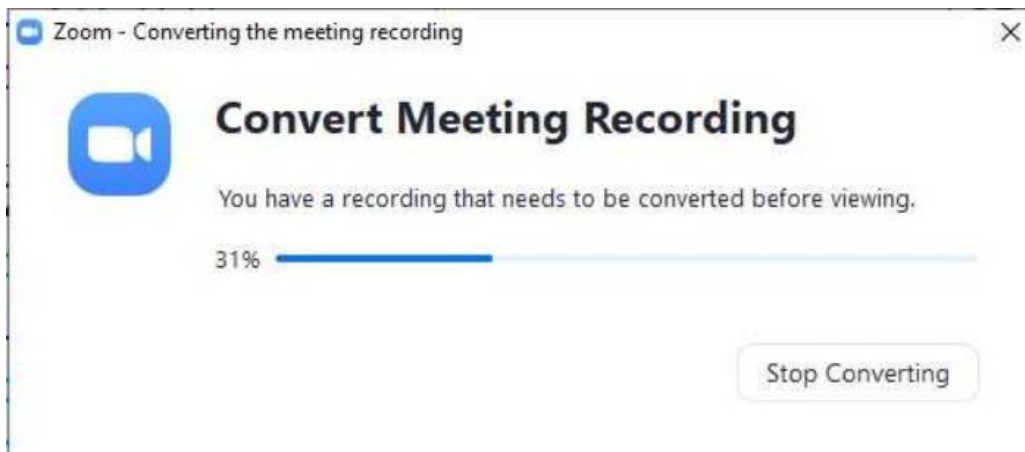 Zoom - Converting the meeting recording
Convert Meeting Recording
You have a recording that needs to be converted before viewing.
31%
Stop Converting